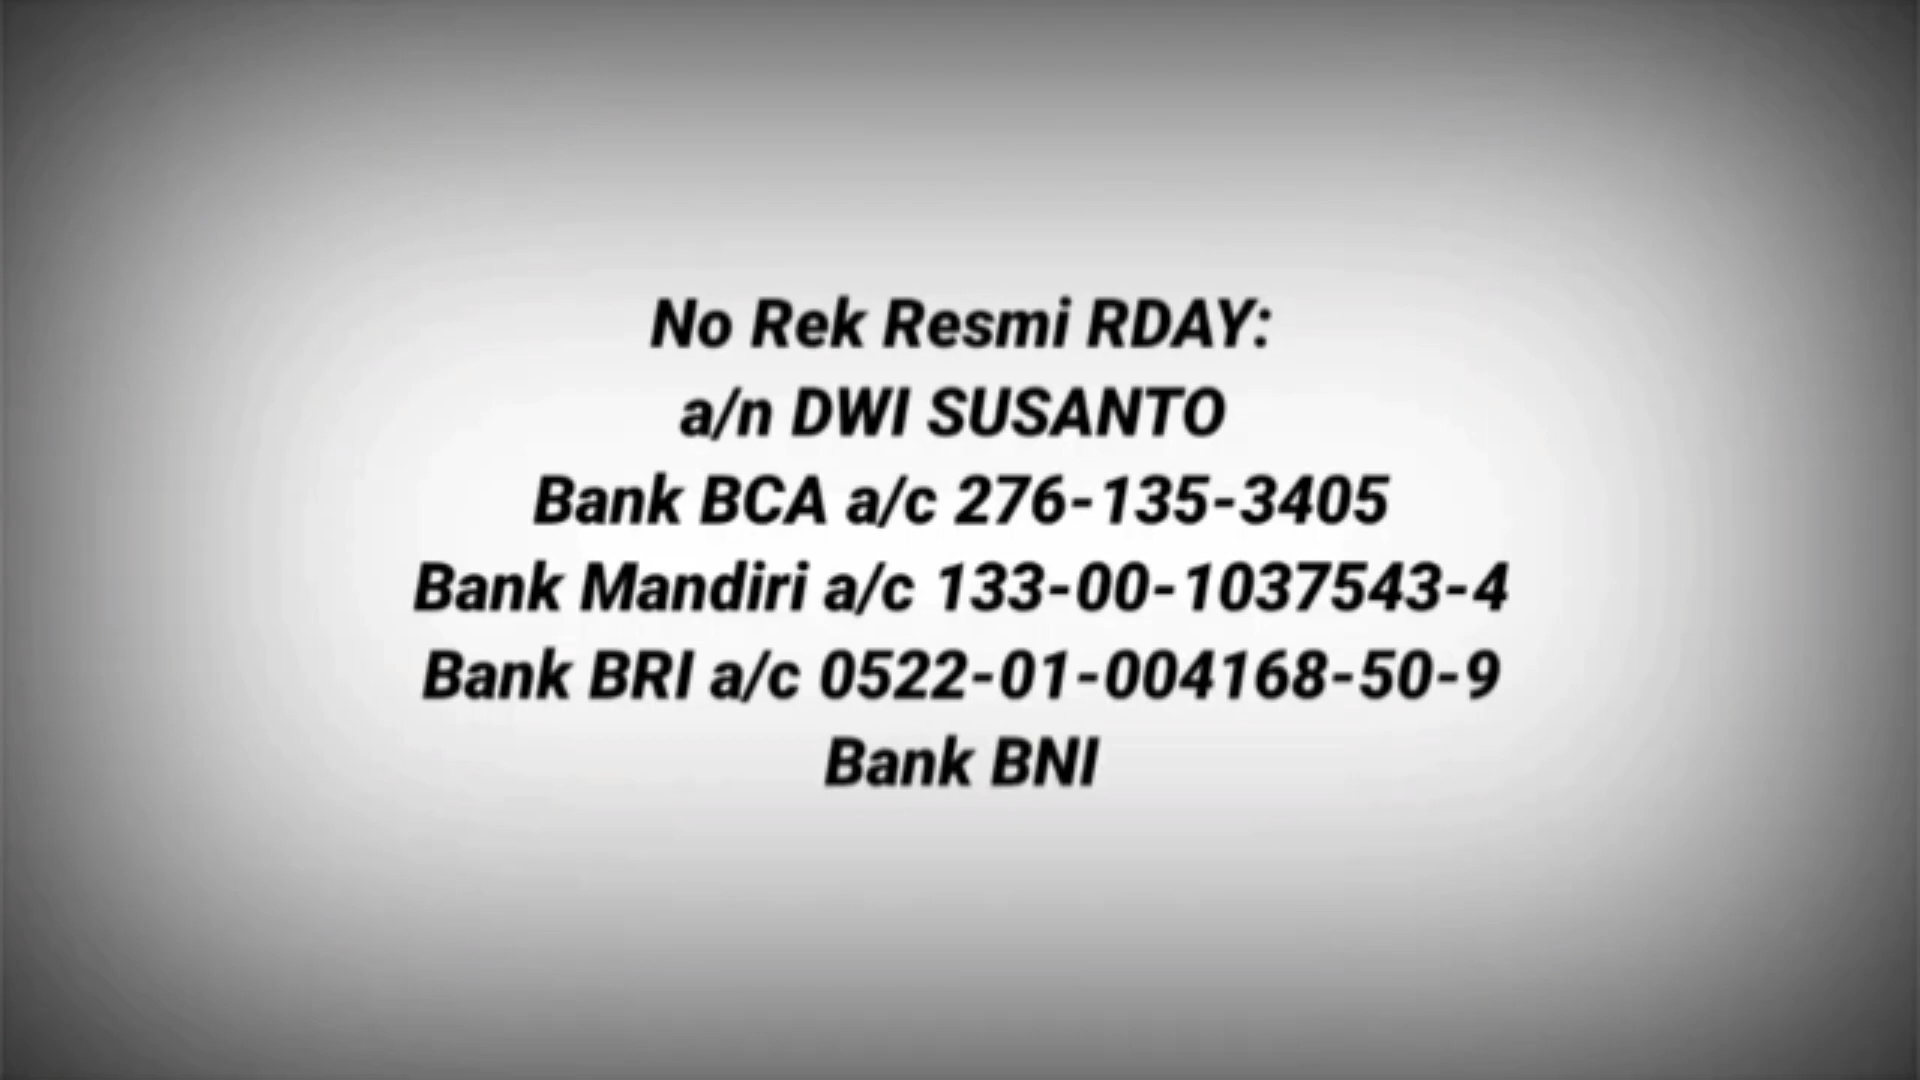 No Rek Resmi RDAY:
a/n DWI SUSANTO
Bank BCA a/c 276-135-3405
Bank Mandiri a/c 133-00-1037543-4
Bank BRI a/c 0522-01-004168-50-9
Bank BNI